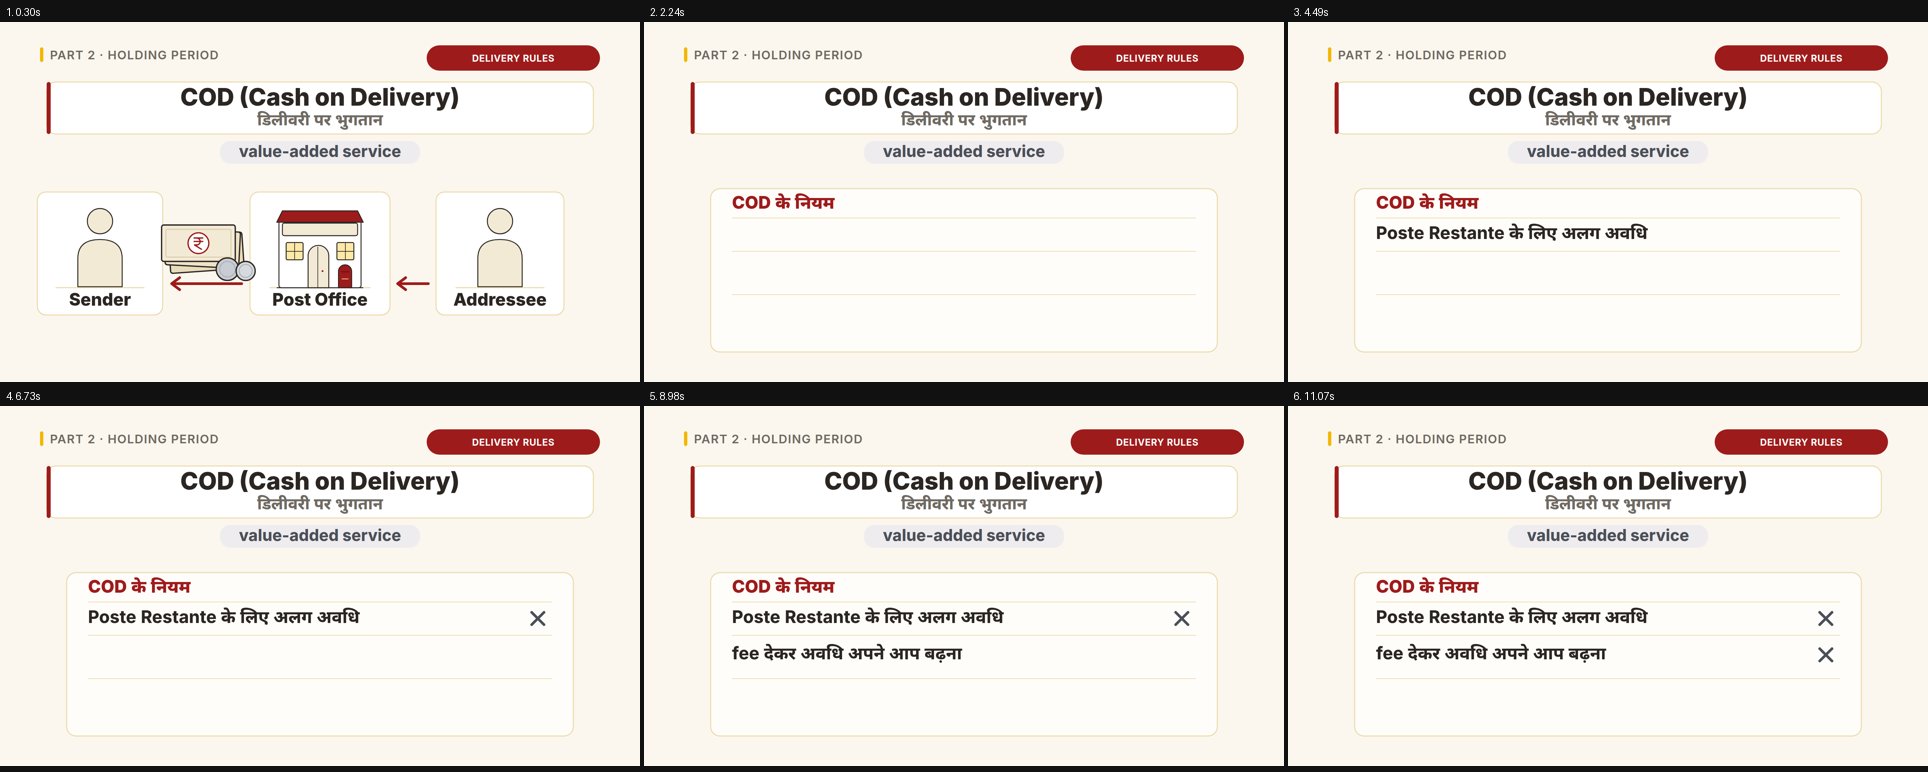 1. 0.30s
PART 2 · HOLDING PERIOD
DELIVERY RULES
COD (Cash on Delivery)
डिलीवरी पर भुगतान
value-added service
₹
Sender
Post Office
Addressee
2. 2.24s
PART 2 · HOLDING PERIOD
DELIVERY RULES
COD (Cash on Delivery)
डिलीवरी पर भुगतान
value-added service
COD के नियम
3. 4.49s
PART 2 · HOLDING PERIOD
DELIVERY RULES
COD (Cash on Delivery)
डिलीवरी पर भुगतान
value-added service
COD के नियम
Poste Restante के लिए अलग अवधि
4. 6.73s
PART 2 · HOLDING PERIOD
DELIVERY RULES
COD (Cash on Delivery)
डिलीवरी पर भुगतान
value-added service
COD के नियम
Poste Restante के लिए अलग अवधि
5. 8.98s
PART 2 · HOLDING PERIOD
DELIVERY RULES
COD (Cash on Delivery)
डिलीवरी पर भुगतान
value-added service
COD के नियम
Poste Restante के लिए अलग अवधि
fee देकर अवधि अपने आप बढ़ना
6. 11.07s
PART 2 · HOLDING PERIOD
DELIVERY RULES
COD (Cash on Delivery)
डिलीवरी पर भुगतान
value-added service
COD के नियम
Poste Restante के लिए अलग अवधि
fee देकर अवधि अपने आप बढ़ना